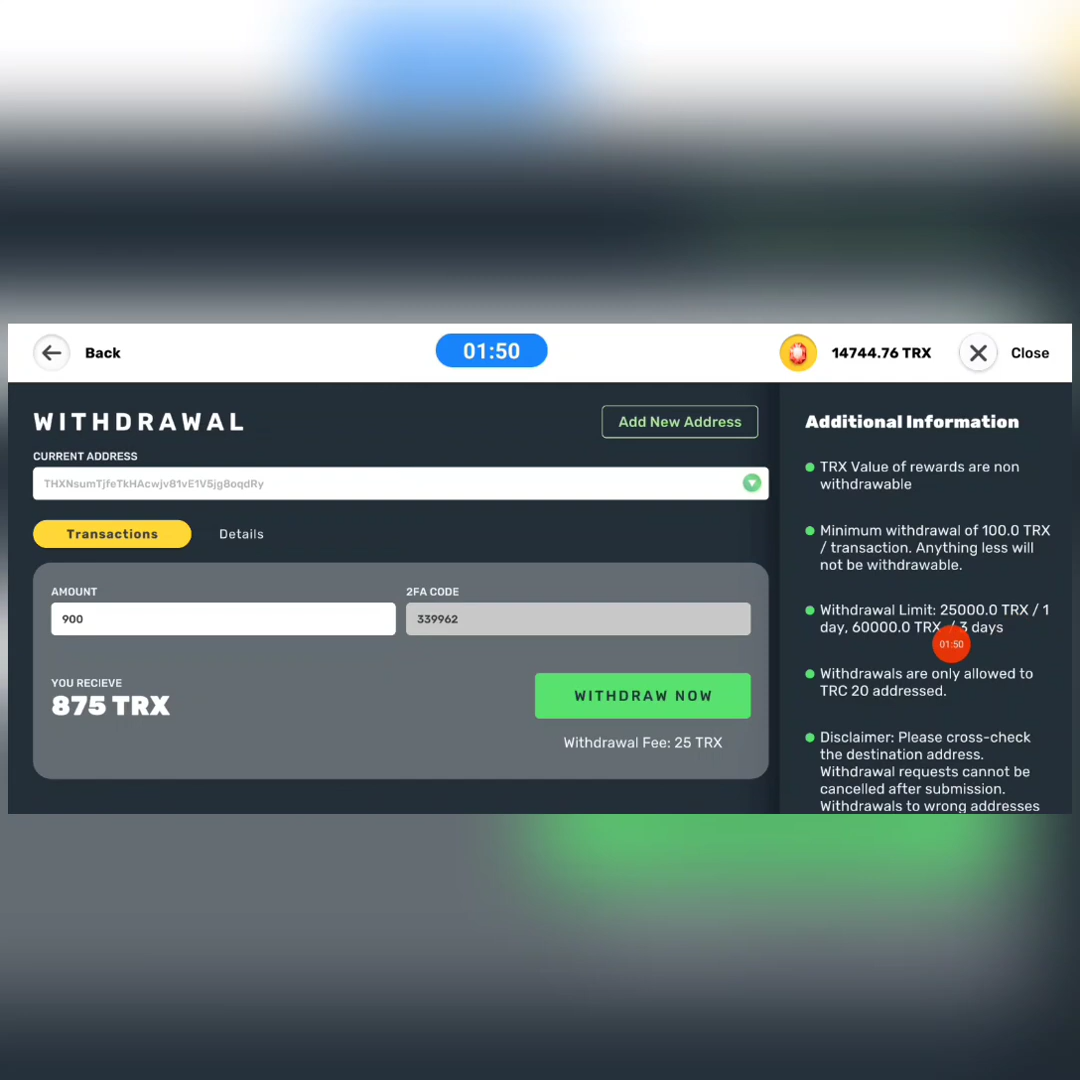 Back
01:50
14744.76 TRX
Close
WITHDRAWAL
Add New Address
CURRENT ADDRESS
THXNsumTjfeTkHAcwjv81vE1V5jg8oqdRy
Transactions
Details
AMOUNT
2FA CODE
900
339962
YOU RECIEVE
875 TRX
WITHDRAW NOW
Withdrawal Fee: 25 TRX
Additional Information
TRX Value of rewards are non
withdrawable
Minimum withdrawal of 100.0 TRX
/ transaction. Anything less will
not be withdrawable.
Withdrawal Limit: 25000.0 TRX / 1
day, 60000.0 TRX / 3 days
01:50
Withdrawals are only allowed to
TRC 20 addressed.
Disclaimer: Please cross-check
the destination address.
Withdrawal requests cannot be
cancelled after submission.
Withdrawals to wrong addresses